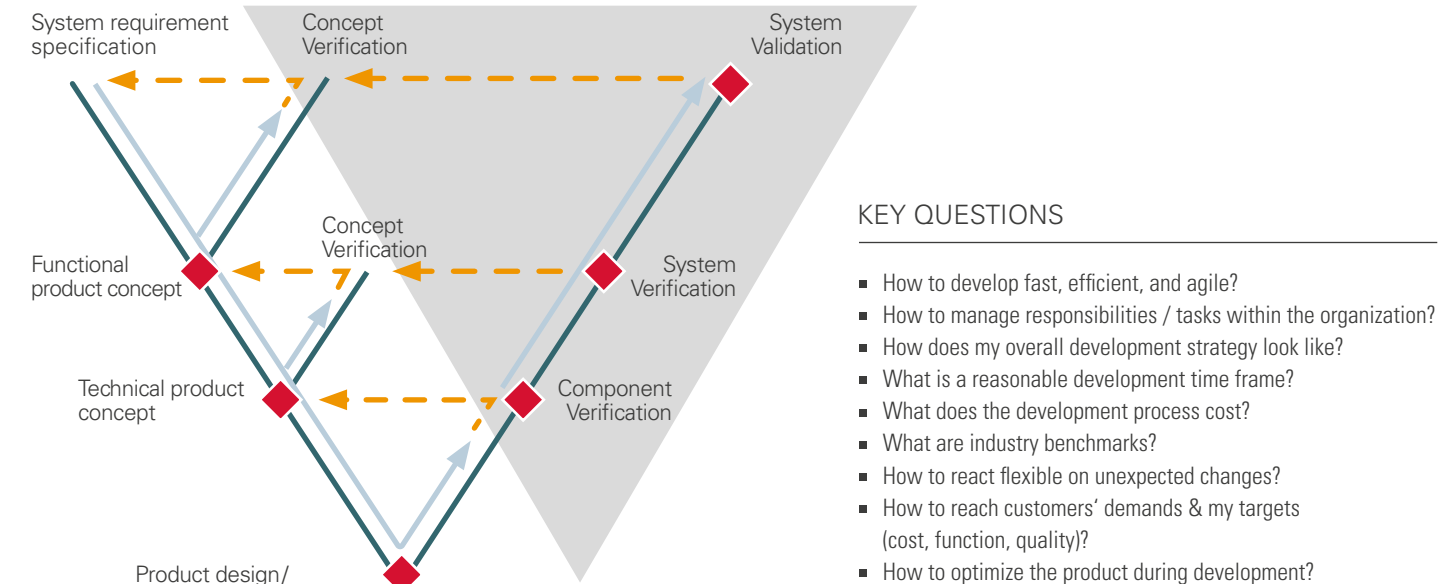 System requirement
specification
Concept
Verification
System
Validation
Concept
Verification
Functional
product concept
System
Verification
Technical product
concept
Component
Verification
Product design/
KEY QUESTIONS
▪ How to develop fast, efficient, and agile?
▪ How to manage responsibilities / tasks within the organization?
▪ How does my overall development strategy look like?
▪ What is a reasonable development time frame?
▪ What does the development process cost?
▪ What are industry benchmarks?
▪ How to react flexible on unexpected changes?
▪ How to reach customers‘ demands & my targets
(cost, function, quality)?
▪ How to optimize the product during development?